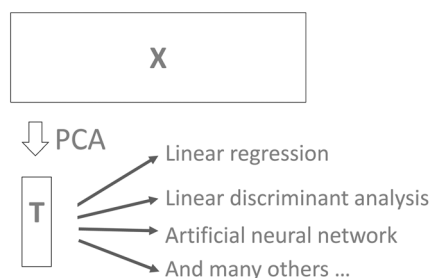 X
PCA
Linear regression
T
Linear discriminant analysis
Artificial neural network
And many others ...